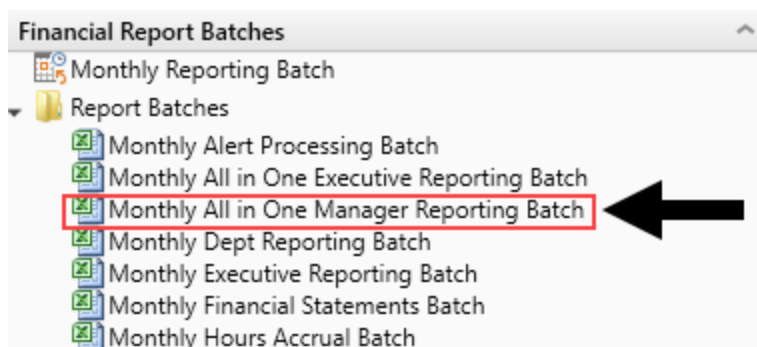 Financial Report Batches
Monthly Reporting Batch
Report Batches
Monthly Alert Processing Batch
Monthly All in One Executive Reporting Batch
Monthly All in One Manager Reporting Batch
Monthly Dept Reporting Batch
Monthly Executive Reporting Batch
Monthly Financial Statements Batch
Monthly Hours Accrual Batch